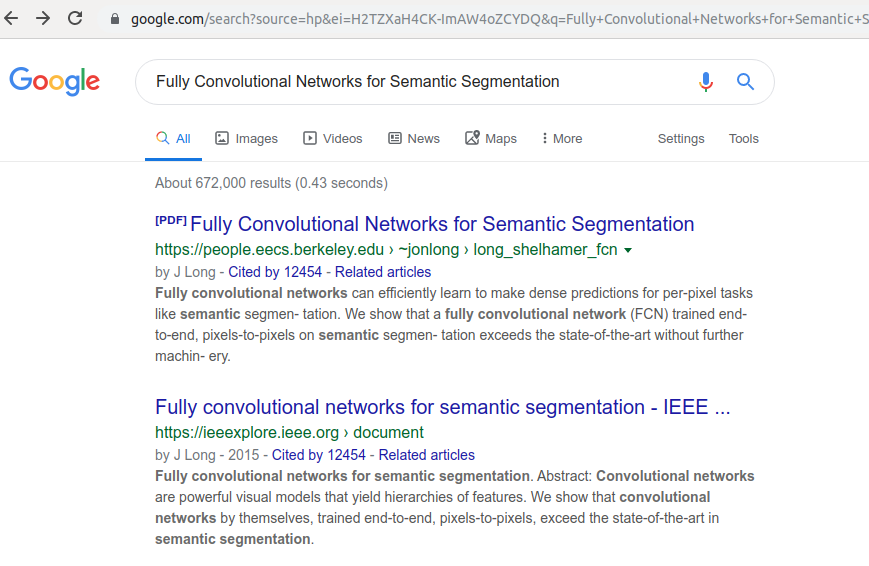 google.com/search?source=hp&ei=H2TZXaH4CK-ImAW4oZCYDQ&q=Fully+Convolutional+Networks+for+Semantic+S
Google
Fully Convolutional Networks for Semantic Segmentation
All Images Videos News Maps More Settings Tools
About 672,000 results (0.43 seconds)
[PDF] Fully Convolutional Networks for Semantic Segmentation
https://people.eecs.berkeley.edu › ~jonlong › long_shelhamer_fcn
by J Long - Cited by 12454 - Related articles
Fully convolutional networks can efficiently learn to make dense predictions for per-pixel tasks
like semantic segmen- tation. We show that a fully convolutional network (FCN) trained end-
to-end, pixels-to-pixels on semantic segmen- tation exceeds the state-of-the-art without further
machin- ery.
Fully convolutional networks for semantic segmentation - IEEE ...
https://ieeexplore.ieee.org › document
by J Long - 2015 - Cited by 12454 - Related articles
Fully convolutional networks for semantic segmentation. Abstract: Convolutional networks
are powerful visual models that yield hierarchies of features. We show that convolutional
networks by themselves, trained end-to-end, pixels-to-pixels, exceed the state-of-the-art in
semantic segmentation.